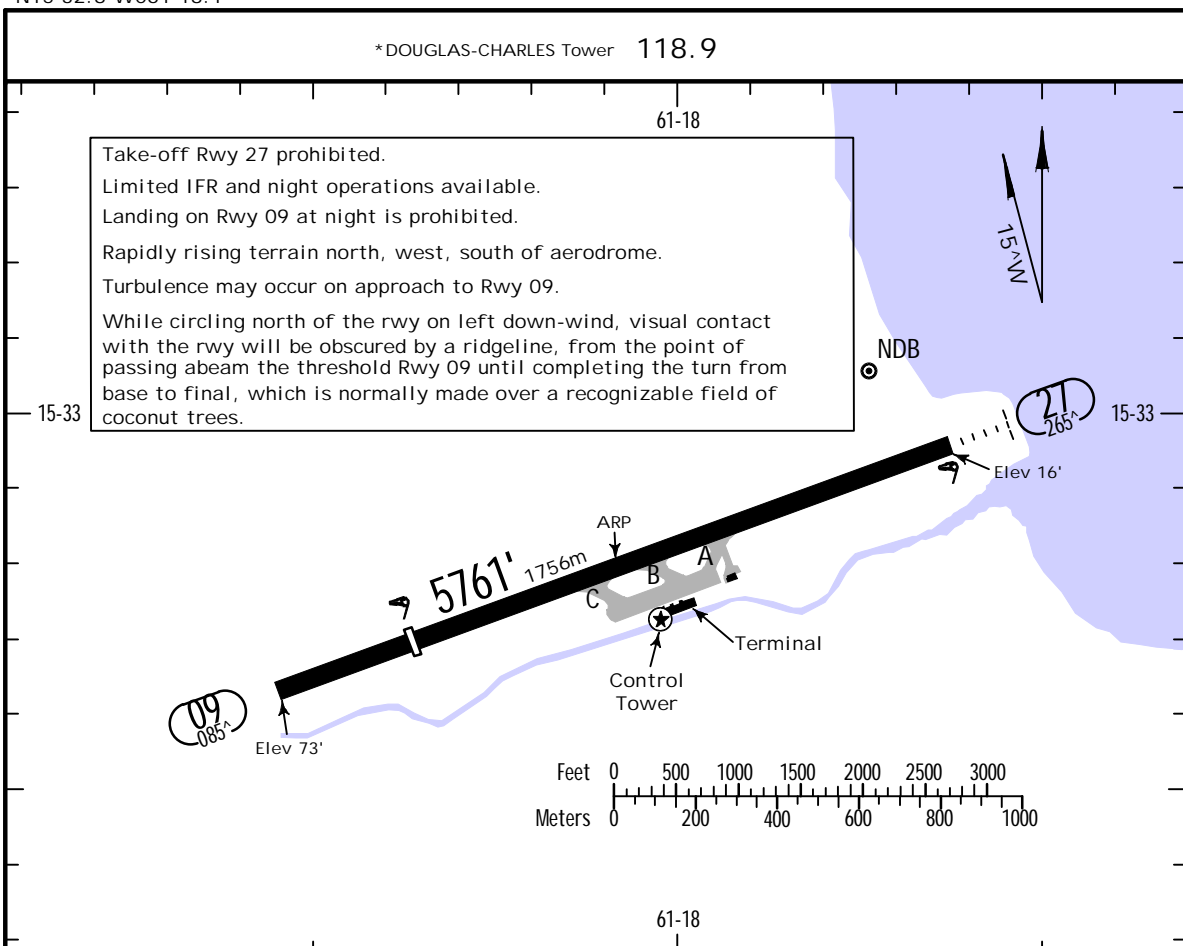 *DOUGLAS-CHARLES Tower 118.9
61-18
Take-off Rwy 27 prohibited.
Limited IFR and night operations available.
Landing on Rwy 09 at night is prohibited.
Rapidly rising terrain north, west, south of aerodrome.
Turbulence may occur on approach to Rwy 09.
While circling north of the rwy on left down-wind, visual contact
with the rwy will be obscured by a ridgeline, from the point of
passing abeam the threshold Rwy 09 until completing the turn from
base to final, which is normally made over a recognizable field of
coconut trees.
15^W
NDB
15-33
27
265^
15-33
Elev 16'
ARP
5761' 1756m
A
B
C
Terminal
Control
Tower
09
085^
Elev 73'
Feet 0 500 1000 1500 2000 2500 3000
Meters 0 200 400 600 800 1000
61-18